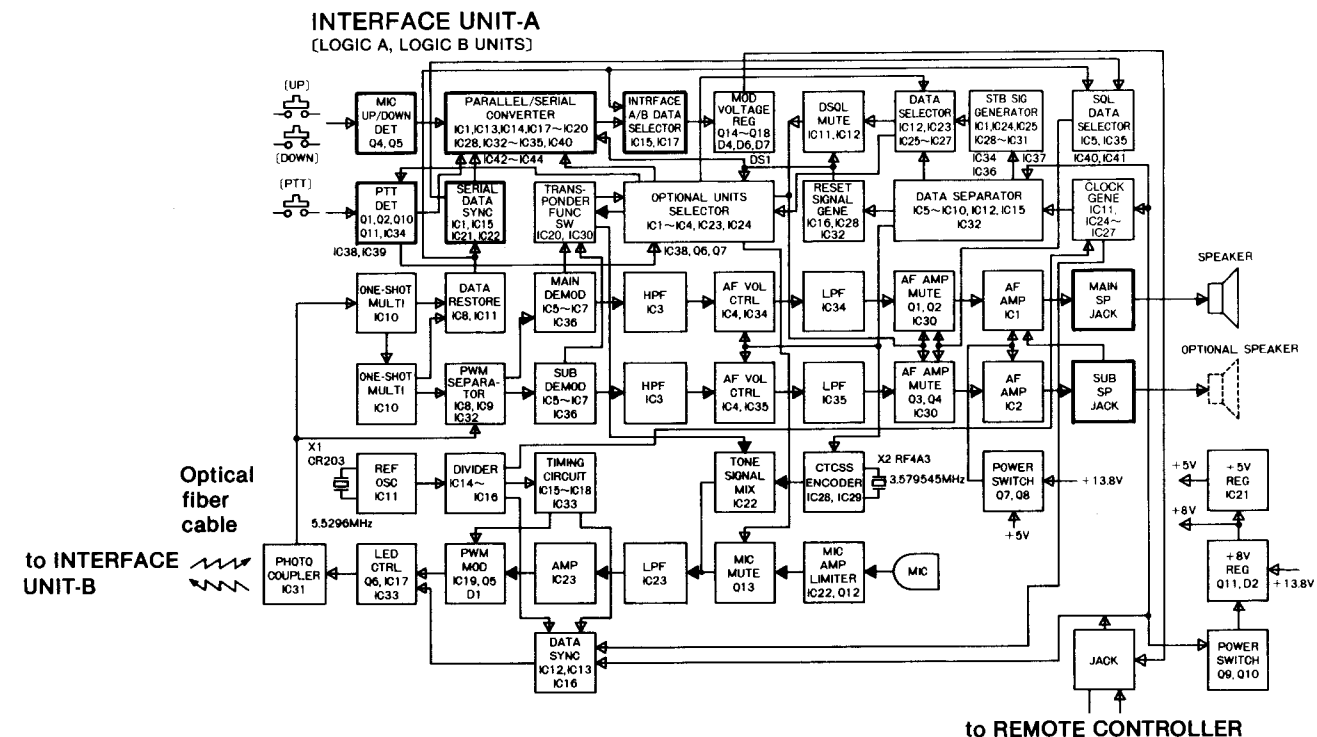 INTERFACE UNIT-A
(LOGIC A, LOGIC B UNITS)
(UP)
(DOWN)
MIC
UP/DOWN
DET
Q4, Q5
PARALLEL/SERIAL
CONVERTER
IC1, IC13, IC14, IC17~IC20
IC28, IC32~IC35, IC40
IC42~IC44
INTRFACE
A/B DATA
SELECTOR
IC15, IC17
MOD
VOLTAGE
REG
Q14~Q18
D4, D6, D7
DS1
DSQL
MUTE
IC11, IC12
DATA
SELECTOR
IC12, IC23
IC25~IC27
STB SIG
GENERATOR
IC1, IC24, IC25
IC28~IC31
IC34
IC36
IC37
SQL
DATA
SELECTOR
IC5, IC35
IC40, IC41
(PTT)
PTT
DET
Q1, Q2, Q10
Q11, IC34
IC38, IC39
SERIAL
DATA
SYNC
IC1, IC15
IC21, IC22
TRANS-
PONDER
FUNC
SW
IC20, IC30
OPTIONAL UNITS
SELECTOR
IC1~IC4, IC23, IC24
IC38, Q6, Q7
RESET
SIGNAL
GENE
IC16, IC28
IC32
DATA SEPARATOR
IC5~IC10, IC12, IC15
IC32
CLOCK
GENE
IC11,
IC24~
IC27
ONE-SHOT
MULTI
IC10
DATA
RESTORE
IC8, IC11
MAIN
DEMOD
IC5~IC7
IC36
HPF
IC3
AF VOL
CTRL
IC4, IC34
LPF
IC34
AF AMP
MUTE
Q1, Q2
IC30
AF
AMP
IC1
MAIN
SP
JACK
SPEAKER
ONE-SHOT
MULTI
IC10
PWM
SEPARA-
TOR
IC8, IC9
IC32
SUB
DEMOD
IC5~IC7
IC36
HPF
IC3
AF VOL
CTRL
IC4, IC35
LPF
IC35
AF AMP
MUTE
Q3, Q4
IC30
AF
AMP
IC2
SUB
SP
JACK
OPTIONAL SPEAKER
X1
CR203
5.5296MHz
REF
OSC
IC11
DIVIDER
IC14~
IC16
TIMING
CIRCUIT
IC15~IC18
IC33
TONE
SIGNAL
MIX
IC22
CTCSS
ENCODER
IC28, IC29
X2 RF4A3
3.579545MHz
POWER
SWITCH
Q7, Q8
+13.8V
+5V
+5V
+5V
REG
IC21
+8V
Optical
fiber
cable
to INTERFACE
UNIT-B
PHOTO
COUPLER
IC31
LED
CTRL
Q6, IC17
IC33
PWM
MOD
IC19, Q5
D1
AMP
IC23
LPF
IC23
MIC
MUTE
Q13
MIC
AMP
LIMITER
IC22, Q12
MIC
+8V
REG
Q11, D2
+13.8V
DATA
SYNC
IC12, IC13
IC16
JACK
POWER
SWITCH
Q9, Q10
to REMOTE CONTROLLER